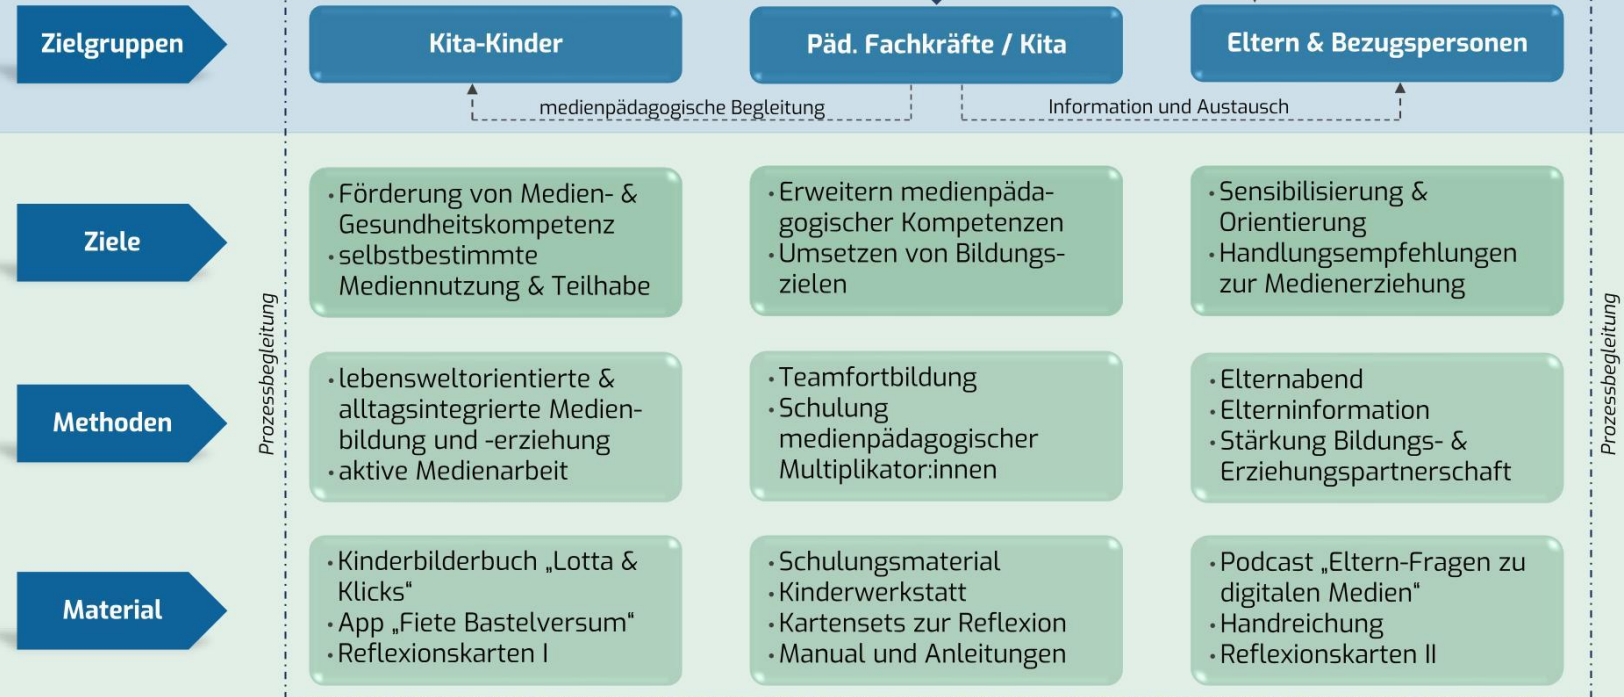 Zielgruppen
Kita-Kinder
Päd. Fachkräfte / Kita
Eltern & Bezugspersonen
medienpädagogische Begleitung
Information und Austausch
Prozessbegleitung
Prozessbegleitung
Ziele
· Förderung von Medien- &
Gesundheitskompetenz
· selbstbestimmte
Mediennutzung & Teilhabe
· Erweitern medienpäda-
gogischer Kompetenzen
· Umsetzen von Bildungs-
zielen
· Sensibilisierung &
Orientierung
· Handlungsempfehlungen
zur Medienerziehung
Methoden
· lebensweltorientierte &
alltagsintegrierte Medien-
bildung und -erziehung
· aktive Medienarbeit
· Teamfortbildung
· Schulung
medienpädagogischer
Multiplikator:innen
· Elternabend
· Elterninformation
· Stärkung Bildungs- &
Erziehungspartnerschaft
Material
· Kinderbilderbuch „Lotta &
Klicks“
· App „Fiete Bastelversum“
· Reflexionskarten I
· Schulungsmaterial
· Kinderwerkstatt
· Kartensets zur Reflexion
· Manual und Anleitungen
· Podcast „Eltern-Fragen zu
digitalen Medien“
· Handreichung
· Reflexionskarten II